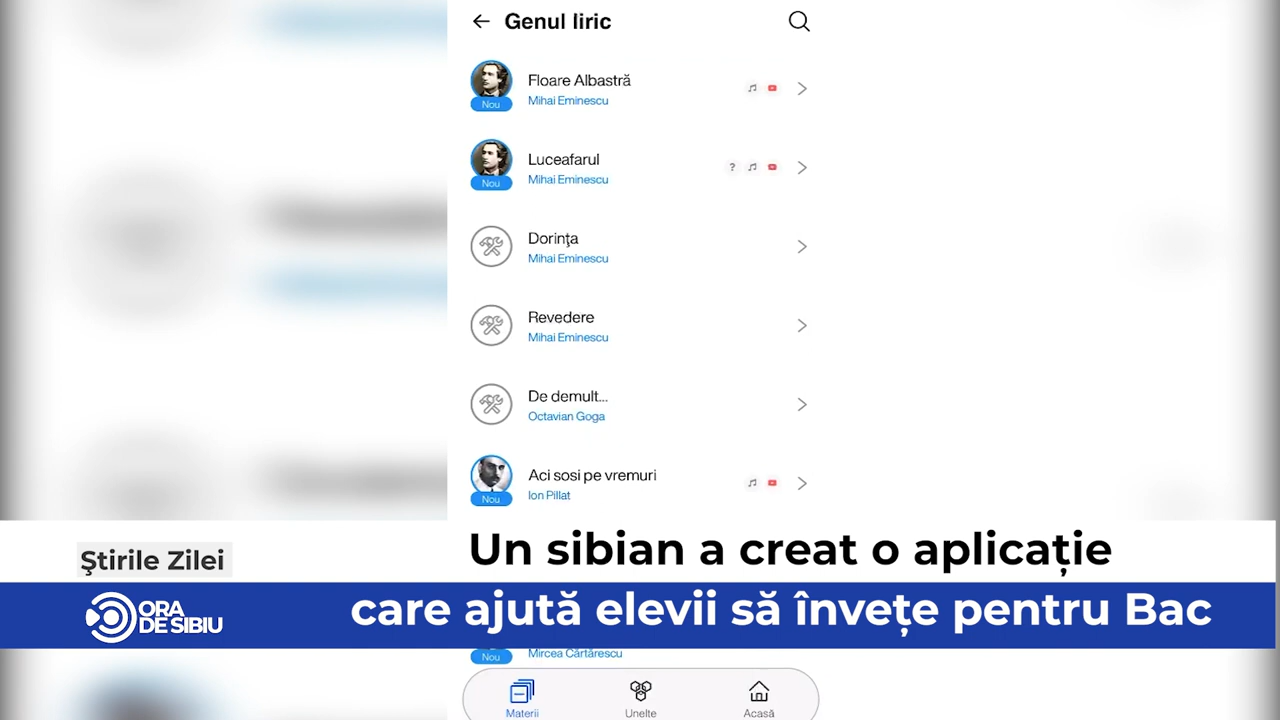 Genul liric
Floare Albastră
Mihai Eminescu
Nou
Luceafarul
Mihai Eminescu
Nou
?
Dorinţa
Mihai Eminescu
Revedere
Mihai Eminescu
De demult...
Octavian Goga
Aci sosi pe vremuri
Ion Pillat
Nou
Un sibian a creat o aplicație
Ştirile Zilei
care ajută elevii să învețe pentru Bac
ORA
DE SIBIU
Mircea Cărtărescu
Nou
Materii
Unelte
Acasă